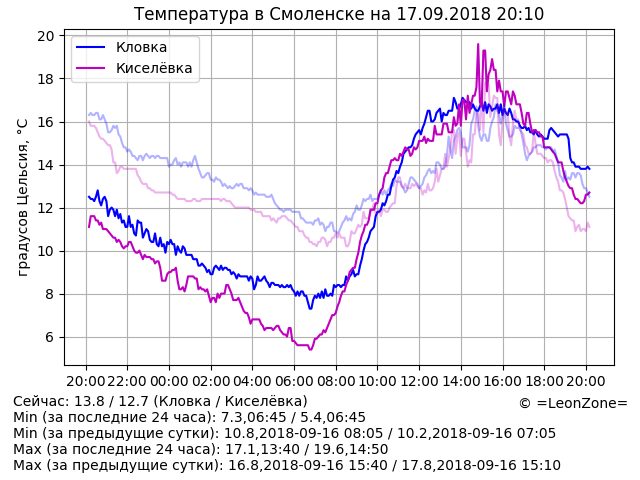 Температура в Смоленске на 17.09.2018 20:10
Кловка
Киселёвка
градусов Цельсия, °C
20
18
16
14
12
10
8
6
20:00 22:00 00:00 02:00 04:00 06:00 08:00 10:00 12:00 14:00 16:00 18:00 20:00
Сейчас: 13.8 / 12.7 (Кловка / Киселёвка)
© =LeonZone=
Min (за последние 24 часа): 7.3,06:45 / 5.4,06:45
Min (за предыдущие сутки): 10.8,2018-09-16 08:05 / 10.2,2018-09-16 07:05
Max (за последние 24 часа): 17.1,13:40 / 19.6,14:50
Max (за предыдущие сутки): 16.8,2018-09-16 15:40 / 17.8,2018-09-16 15:10